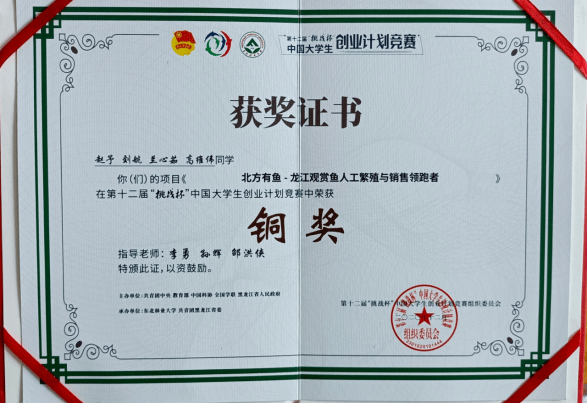 “第十二届“挑战杯”
中国大学生 创业计划竞赛
获奖证书
赵予 刘航 兰心茹 高维伟同学
你(们)的项目《 北方有鱼 - 龙江观赏鱼人工繁殖与销售领跑者 》
在第十二届“挑战杯”中国大学生创业计划竞赛中荣获
铜奖
指导老师：李勇 孙辉 邹洪侠
特颁此证，以资鼓励。
主办单位：共青团中央 教育部 中国科协 全国学联 黑龙江省人民政府
承办单位：东北林业大学 共青团黑龙江省委
第十二届“挑战杯”中国大学生创业计划竞赛组织委员会
组织委员会